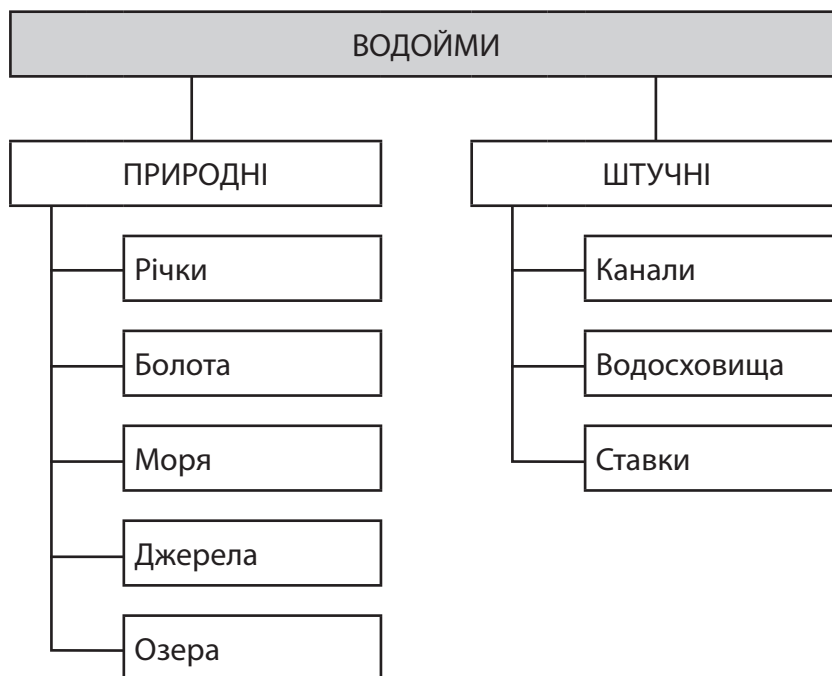 ВОДОЙМИ
ПРИРОДНІ
Річки
Болота
Моря
Джерела
Озера
ШТУЧНІ
Канали
Водосховища
Ставки